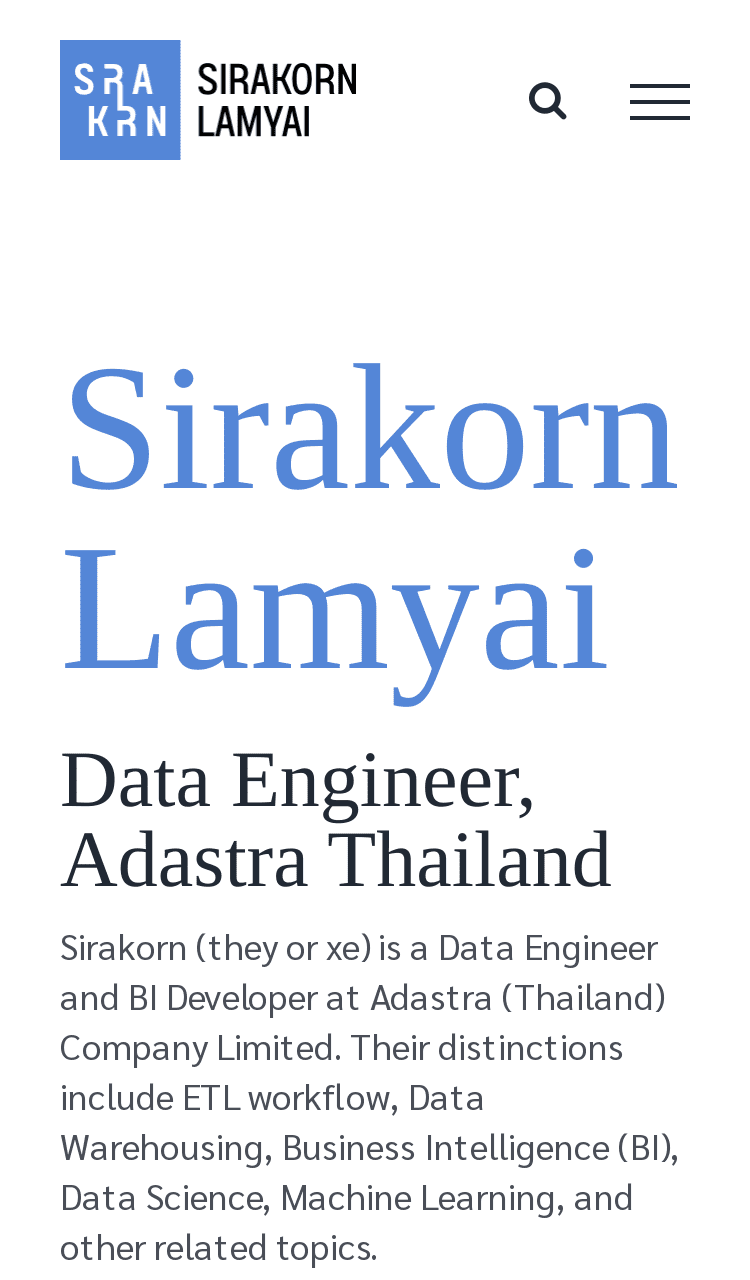 SRA
KRN
SIRAKORN
LAMYAI
Sirakorn
Lamyai
Data Engineer,
Adastra Thailand
Sirakorn (they or xe) is a Data Engineer
and BI Developer at Adastra (Thailand)
Company Limited. Their distinctions
include ETL workflow, Data
Warehousing, Business Intelligence (BI),
Data Science, Machine Learning, and
other related topics.